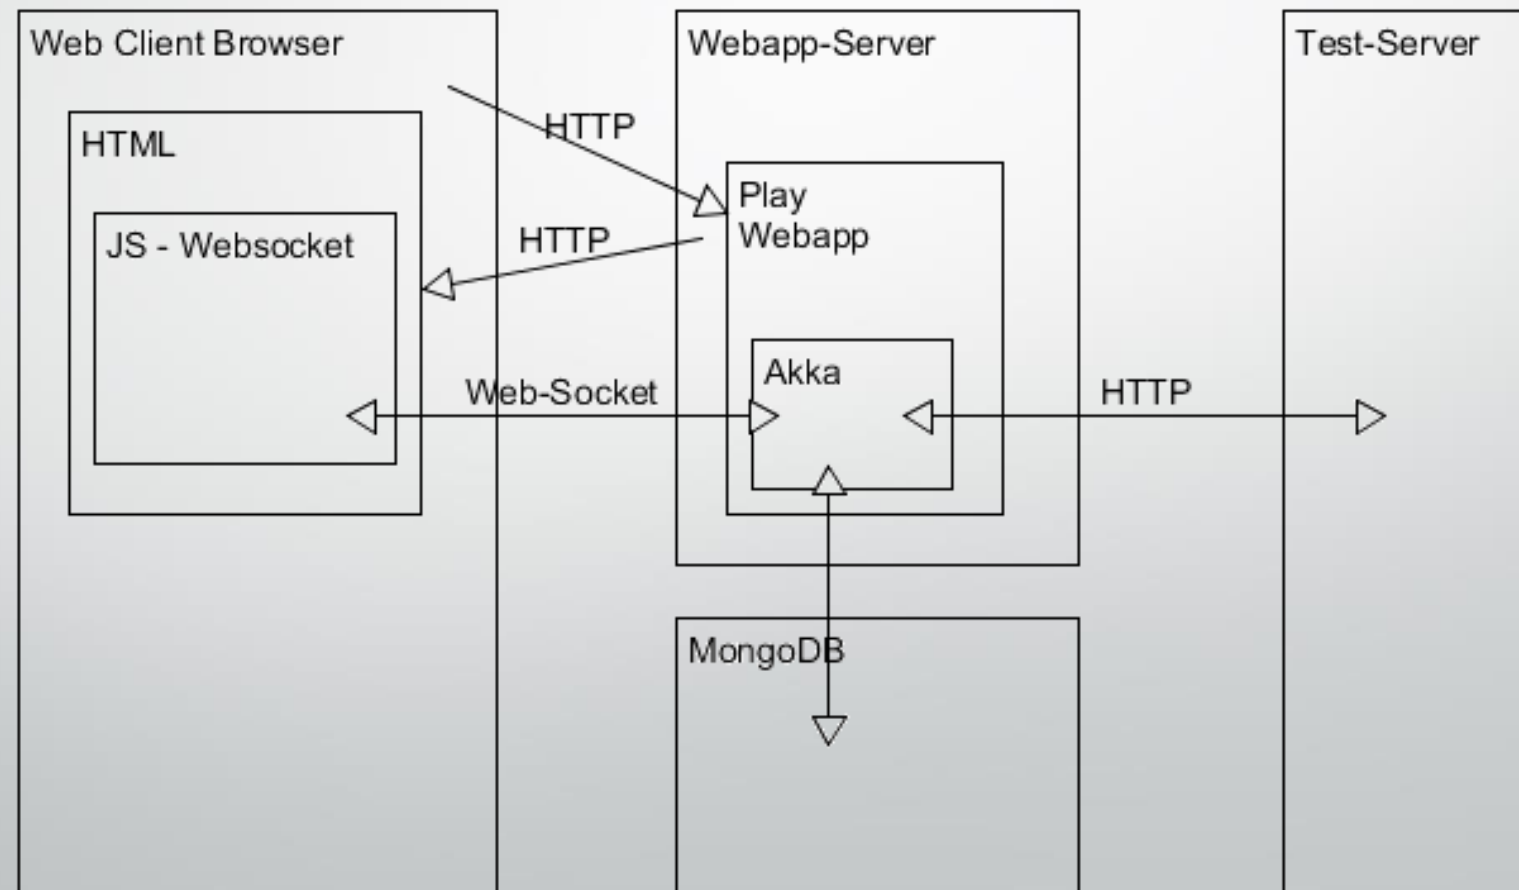 Web Client Browser
HTML
JS - Websocket
HTTP
HTTP
Web-Socket
Webapp-Server
Play
Webapp
Akka
HTTP
Test-Server
MongoDB